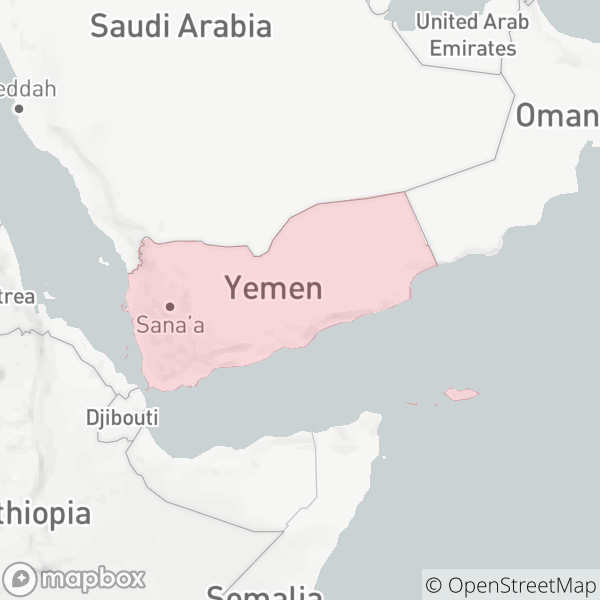 Saudi Arabia
United Arab
Emirates
eddah
Oman
Yemen
trea
Sana’a
Djibouti
thiopia
Somalia
mapbox
© OpenStreetMap